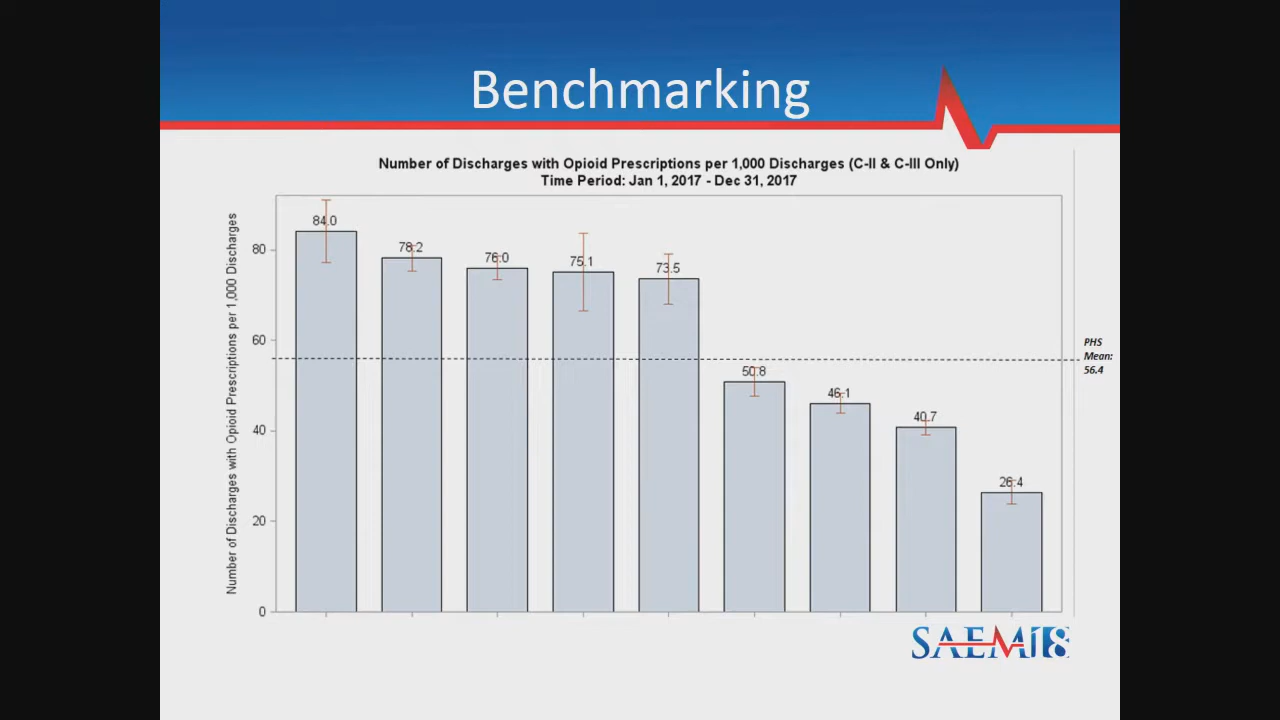 Benchmarking
Number of Discharges with Opioid Prescriptions per 1,000 Discharges (C-II & C-III Only)
Time Period: Jan 1, 2017 - Dec 31, 2017
Number of Discharges with Opioid Prescriptions per 1,000 Discharges
80
60
40
20
0
84.0
78.2
76.0
75.1
73.5
50.8
46.1
40.7
26.4
PHS
Mean:
56.4
SAEM18